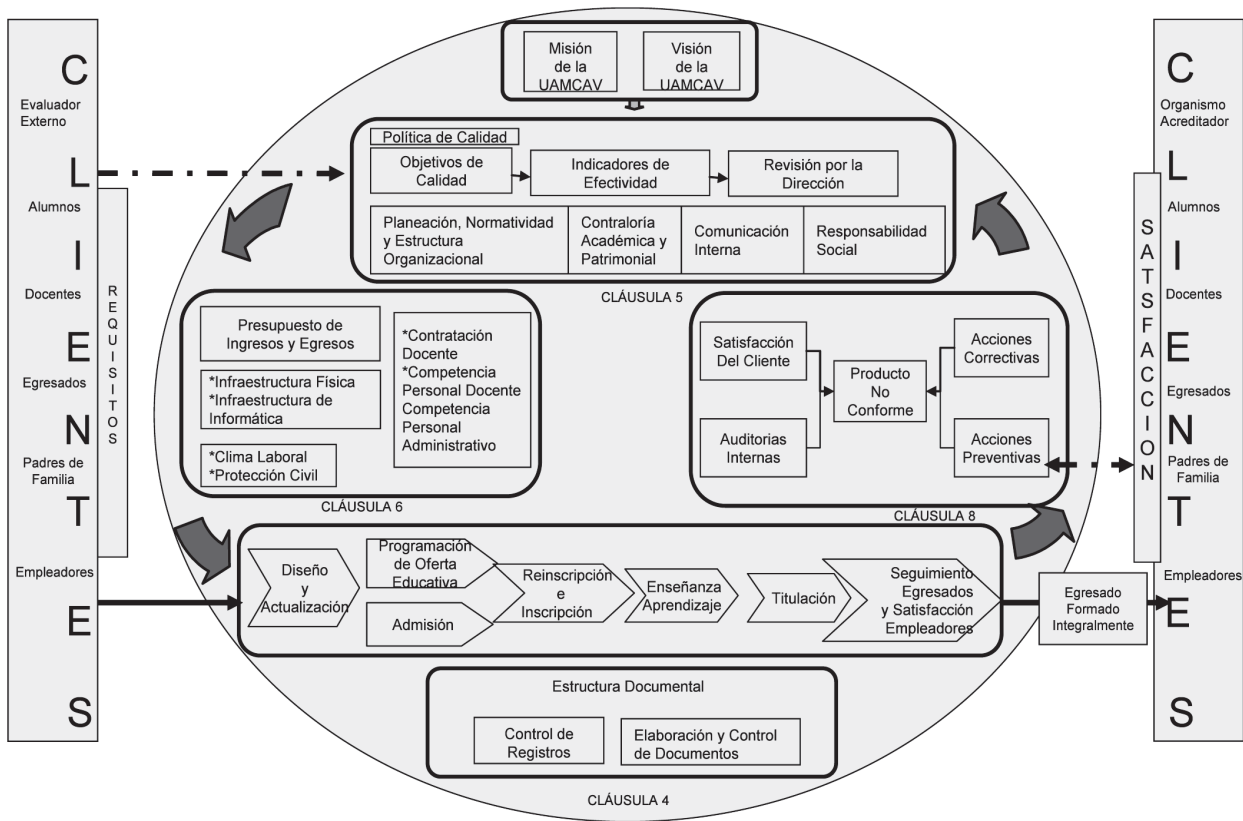 C
L
I
E
N
T
E
S
Evaluador
Externo
Alumnos
Docentes
Egresados
Padres de
Familia
Empleadores
REQUISITOS
Misión
de la
UAMCAV
Visión
de la
UAMCAV
Política de Calidad
Objetivos de
Calidad
Indicadores de
Efectividad
Revisión por la
Dirección
Planeación, Normatividad
y Estructura
Organizacional
Contraloría
Académica y
Patrimonial
Comunicación
Interna
Responsabilidad
Social
CLÁUSULA 5
Presupuesto de
Ingresos y Egresos
*Infraestructura Física
*Infraestructura de
Informática
*Clima Laboral
*Protección Civil
*Contratación
Docente
*Competencia
Personal Docente
Competencia
Personal
Administrativo
CLÁUSULA 6
Satisfacción
Del Cliente
Auditorias
Internas
Producto
No
Conforme
Acciones
Correctivas
Acciones
Preventivas
CLÁUSULA 8
Diseño
y
Actualización
Programación
de Oferta
Educativa
Admisión
Reinscripción
e
Inscripción
Enseñanza
Aprendizaje
Titulación
Seguimiento
Egresados
y Satisfacción
Empleadores
Egresado
Formado
Integralmente
Estructura Documental
Control de
Registros
Elaboración y Control
de Documentos
CLÁUSULA 4
SATSFACCION
C
L
I
E
N
T
E
S
Organismo
Acreditador
Alumnos
Docentes
Egresados
Padres de
Familia
Empleadores